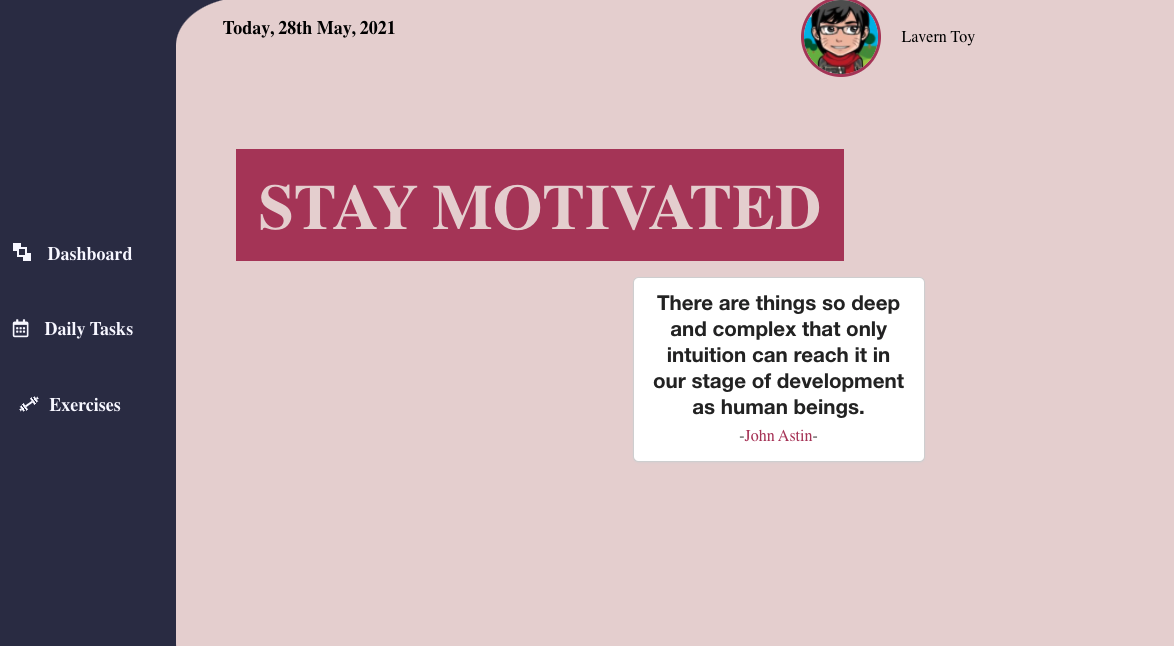 Today, 28th May, 2021
Lavern Toy
STAY MOTIVATED
Dashboard
Daily Tasks
Exercises
There are things so deep
and complex that only
intuition can reach it in
our stage of development
as human beings.
-John Astin-